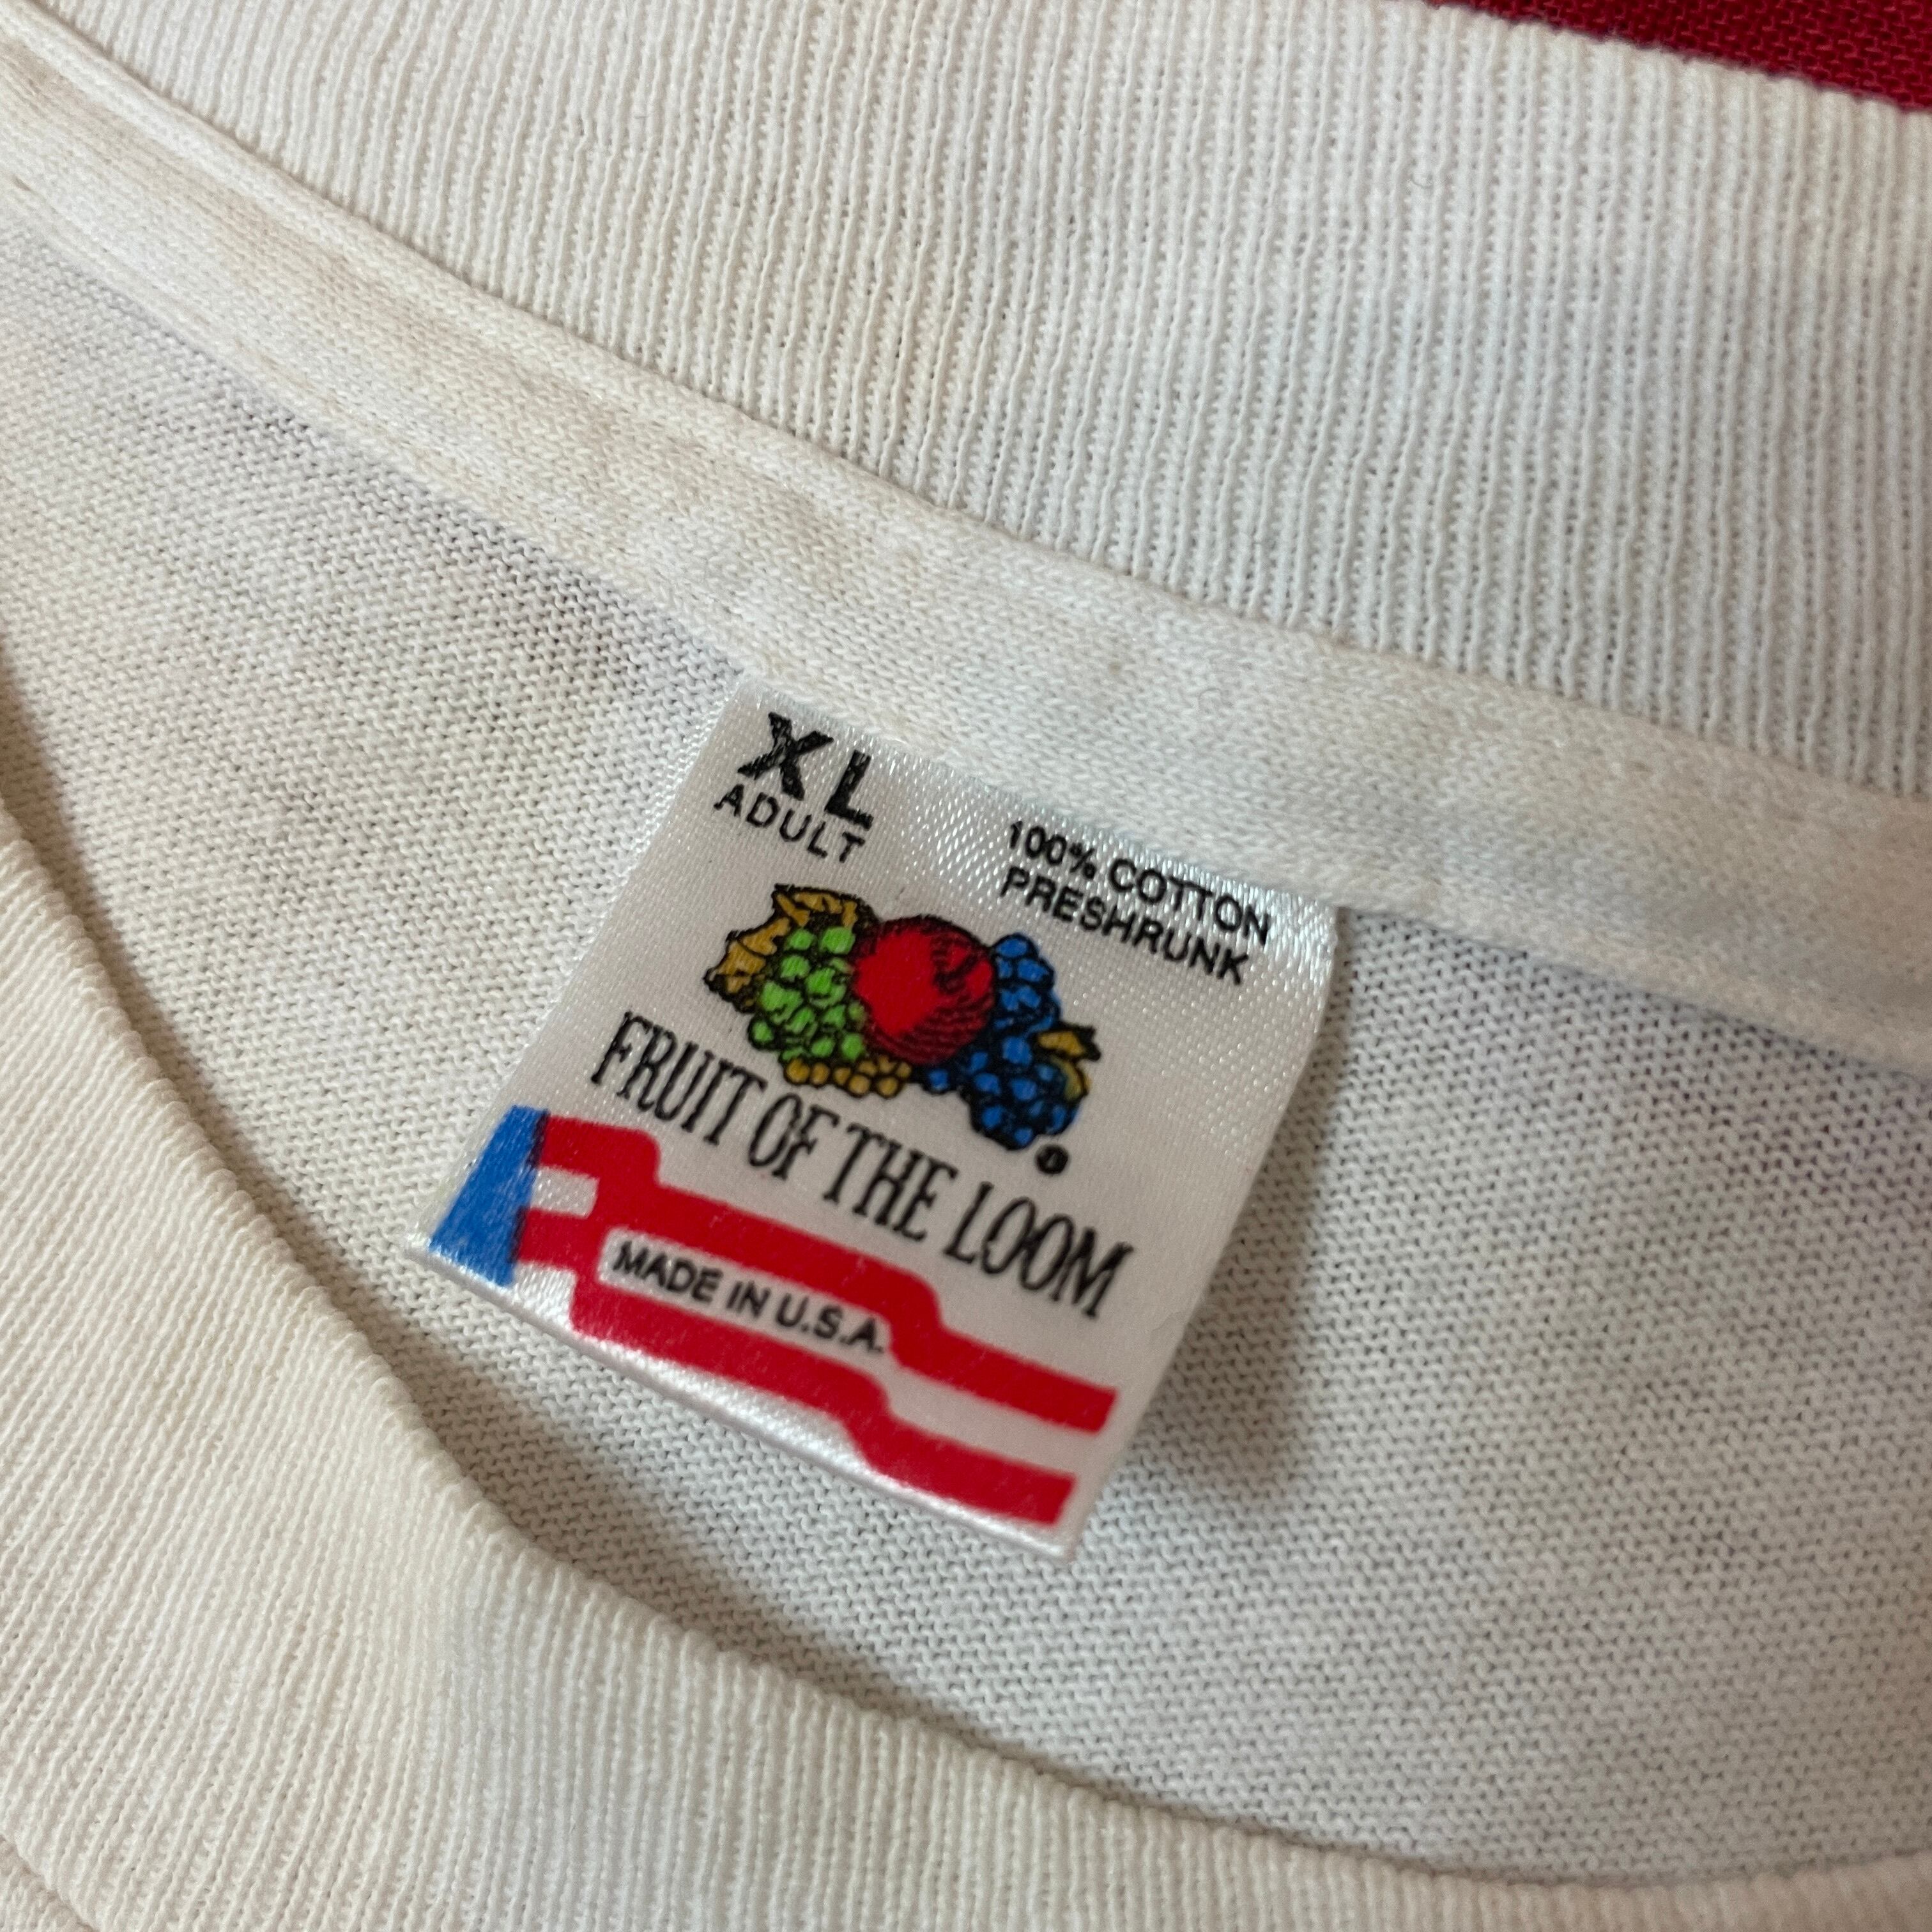 XL
ADULT
100% COTTON
PRESHRUNK
FRUIT OF THE LOOM
MADE IN U.S.A.